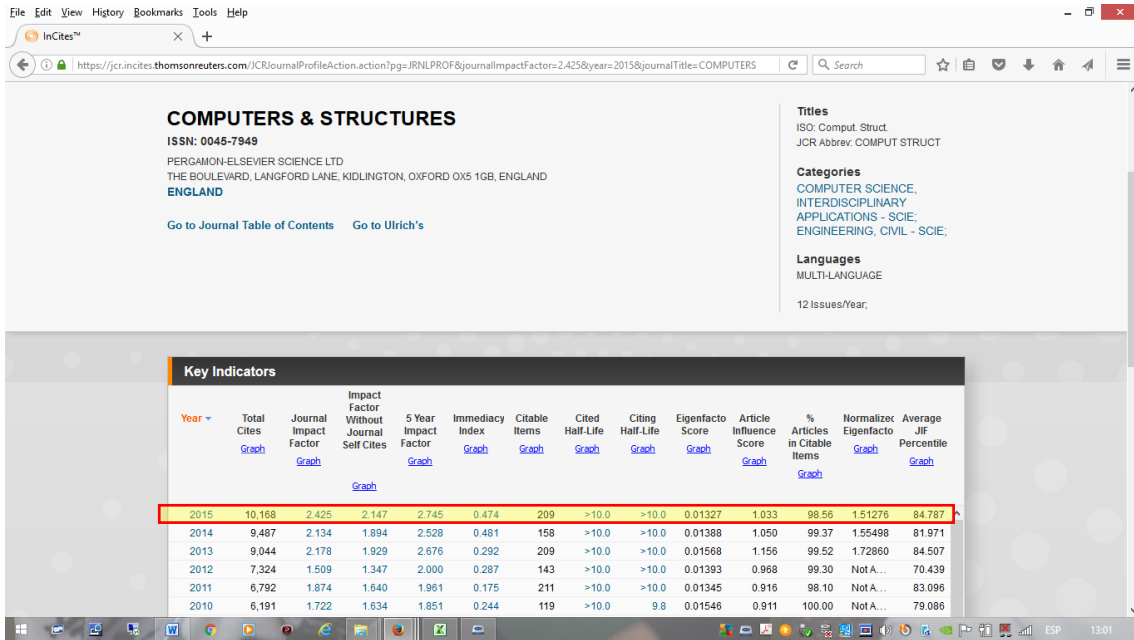 File Edit View History Bookmarks Tools Help
InCites™
https://jcr.incites.thomsonreuters.com/JCRJournalProfileAction.action?pg=JRNLPROF&journalImpactFactor=2.425&year=2015&journalTitle=COMPUTERS
Search
COMPUTERS & STRUCTURES
ISSN: 0045-7949
PERGAMON-ELSEVIER SCIENCE LTD
THE BOULEVARD, LANGFORD LANE, KIDLINGTON, OXFORD OX5 1GB, ENGLAND
ENGLAND
Go to Journal Table of Contents Go to Ulrich's
Titles
ISO: Comput. Struct.
JCR Abbrev: COMPUT STRUCT
Categories
COMPUTER SCIENCE,
INTERDISCIPLINARY
APPLICATIONS - SCIE;
ENGINEERING, CIVIL - SCIE;
Languages
MULTI-LANGUAGE
12 Issues/Year;
Key Indicators
Year
Total
Cites
Graph
Journal
Impact
Factor
Graph
Impact
Factor
Without
Journal
Self Cites
Graph
5 Year
Impact
Factor
Graph
Immediacy
Index
Graph
Citable
Items
Graph
Cited
Half-Life
Graph
Citing
Half-Life
Graph
Eigenfacto
Score
Graph
Article
Influence
Score
Graph
%
Articles
in Citable
Items
Graph
Normalized
Eigenfacto
Graph
Average
JIF
Percentile
Graph
2015 10,168 2.425 2.147 2.745 0.474 209 >10.0 >10.0 0.01327 1.033 98.56 1.51276 84.787
2014 9,487 2.134 1.894 2.528 0.481 158 >10.0 >10.0 0.01388 1.050 99.37 1.55498 81.971
2013 9,044 2.178 1.929 2.676 0.292 209 >10.0 >10.0 0.01568 1.156 99.52 1.72860 84.507
2012 7,324 1.509 1.347 2.000 0.287 143 >10.0 >10.0 0.01393 0.968 99.30 Not A... 70.439
2011 6,792 1.874 1.640 1.961 0.175 211 >10.0 >10.0 0.01345 0.916 98.10 Not A... 83.096
2010 6,191 1.722 1.634 1.851 0.244 119 >10.0 9.8 0.01546 0.911 100.00 Not A... 79.086
ESP 13:01